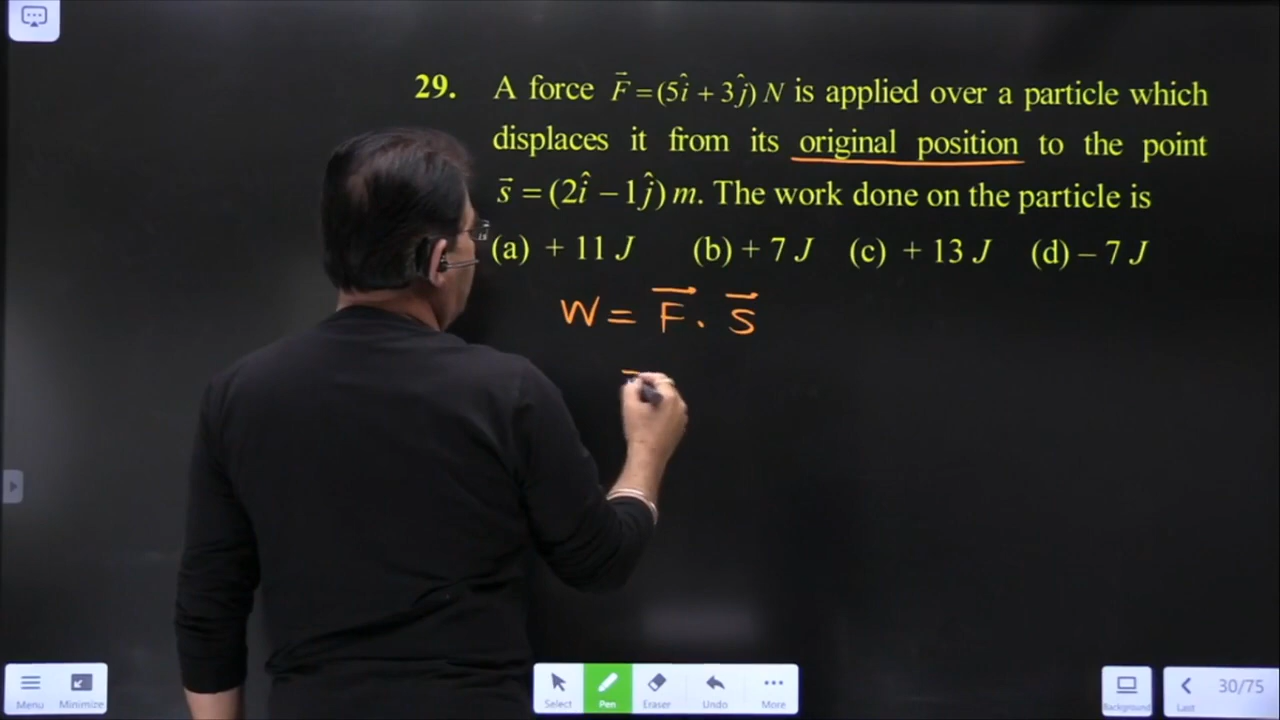 29. A force F⃗ = (5î + 3ĵ) N is applied over a particle which
displaces it from its original position to the point
s⃗ = (2î − 1ĵ) m. The work done on the particle is
(a) + 11 J (b) + 7 J (c) + 13 J (d) − 7 J
W = F⃗ . S⃗
=
Menu Minimize Select Pen Eraser Undo More Background Last 30/75